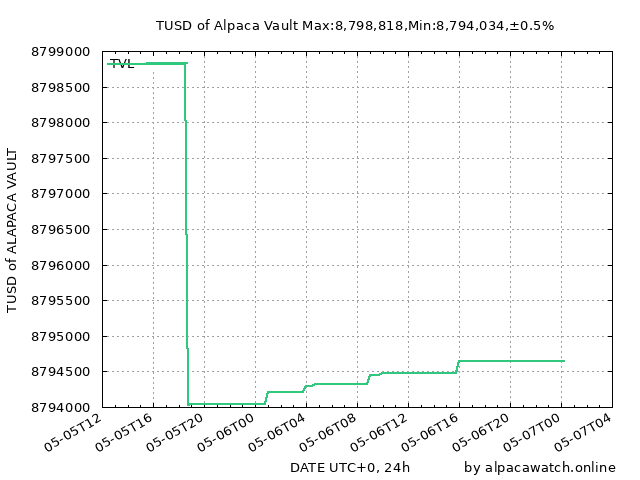 TUSD of Alpaca Vault Max:8,798,818,Min:8,794,034,±0.5%
TUSD of ALAPACA VAULT
8799000
TVL
8798500
8798000
8797500
8797000
8796500
8796000
8795500
8795000
8794500
8794000
05-05T12 05-05T16 05-05T20 05-06T00 05-06T04 05-06T08 05-06T12 05-06T16 05-06T20 05-07T00 05-07T04
DATE UTC+0, 24h by alpacawatch.online